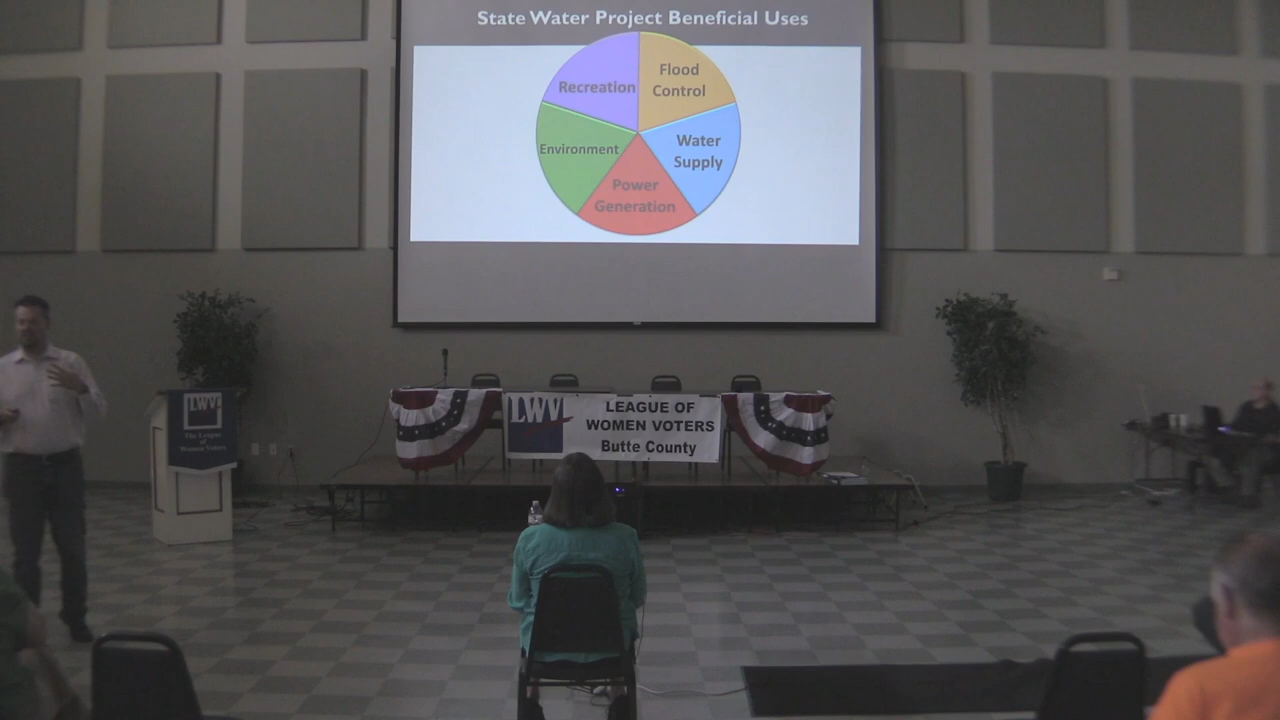 State Water Project Beneficial Uses
Recreation
Flood
Control
Environment
Water
Supply
Power
Generation
LWV
The League
of
Women Voters
LWV
LEAGUE OF
WOMEN VOTERS
Butte County